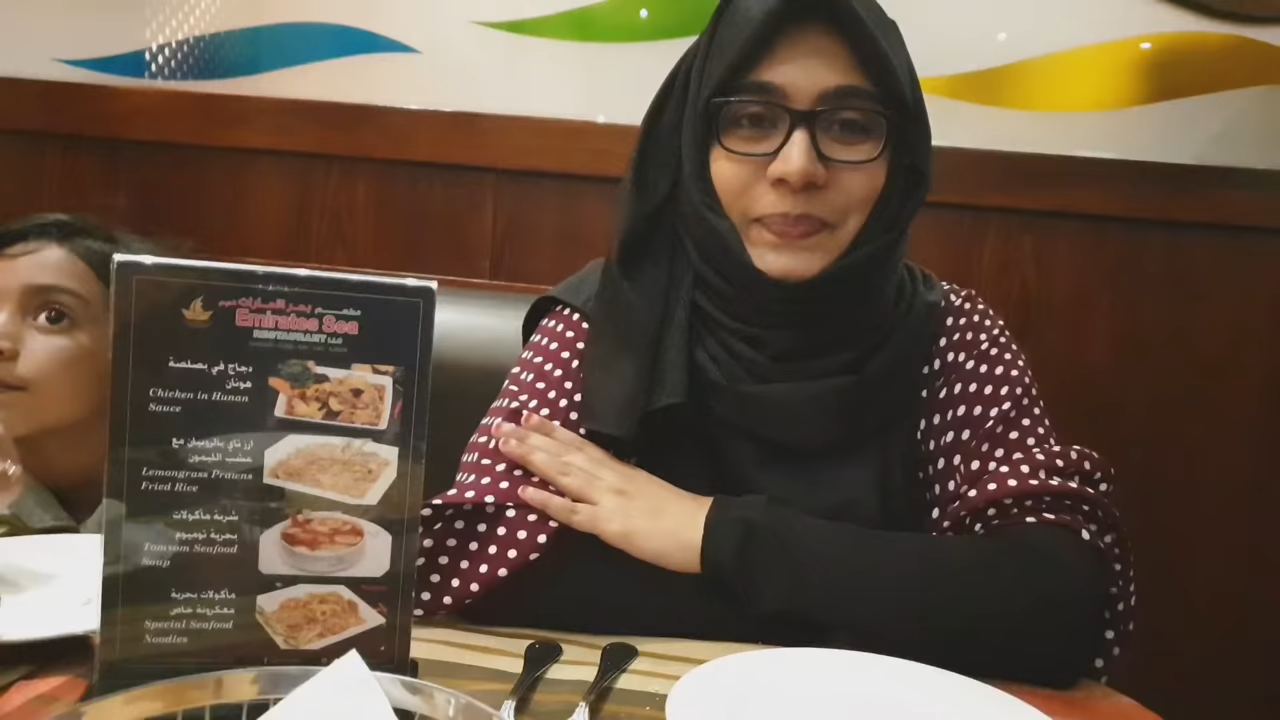 مطعم بحر الامارات ذ.م.م
Emirates Sea
RESTAURANT LLC
دجاج في بصلصة
هونان
Chicken in Hunan
Sauce
ارز تاي بالروبيان مع
عشب الليمون
Lemongrass Prawns
Fried Rice
شربة مأكولات
بحرية توميوم
Tomyom Seafood
Soup
مأكولات بحرية
معكرونة خاص
Special Seafood
Noodles